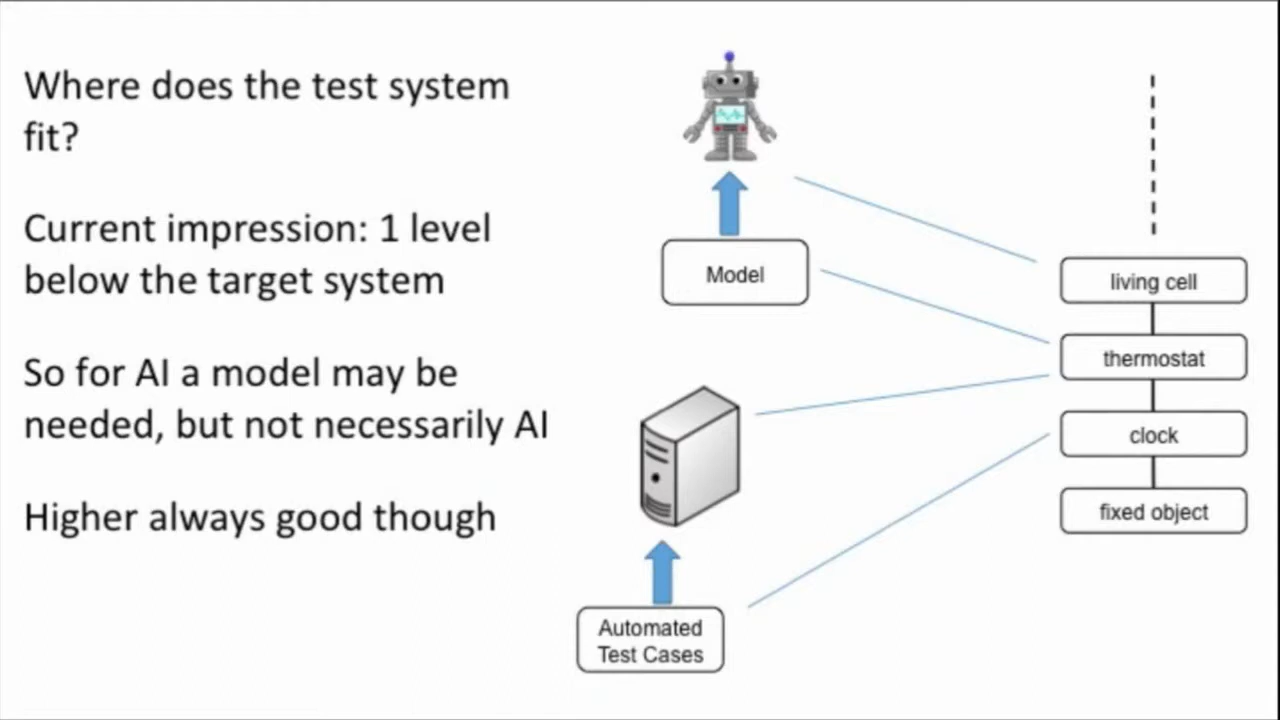 Where does the test system
fit?
Current impression: 1 level
below the target system
So for AI a model may be
needed, but not necessarily AI
Higher always good though
Model
Automated
Test Cases
living cell
thermostat
clock
fixed object